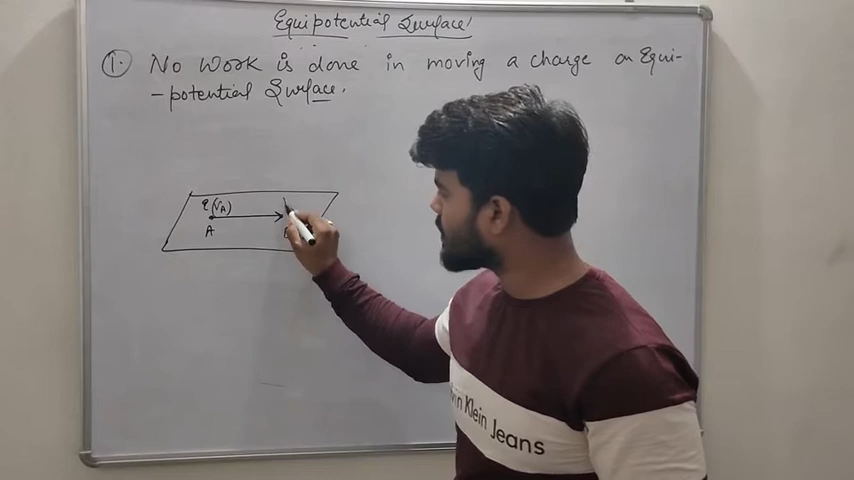 Equipotential Surface.
1. No work is done in moving a charge on Equi-
-potential Surface.
q (VA)
A
Calvin Klein Jeans